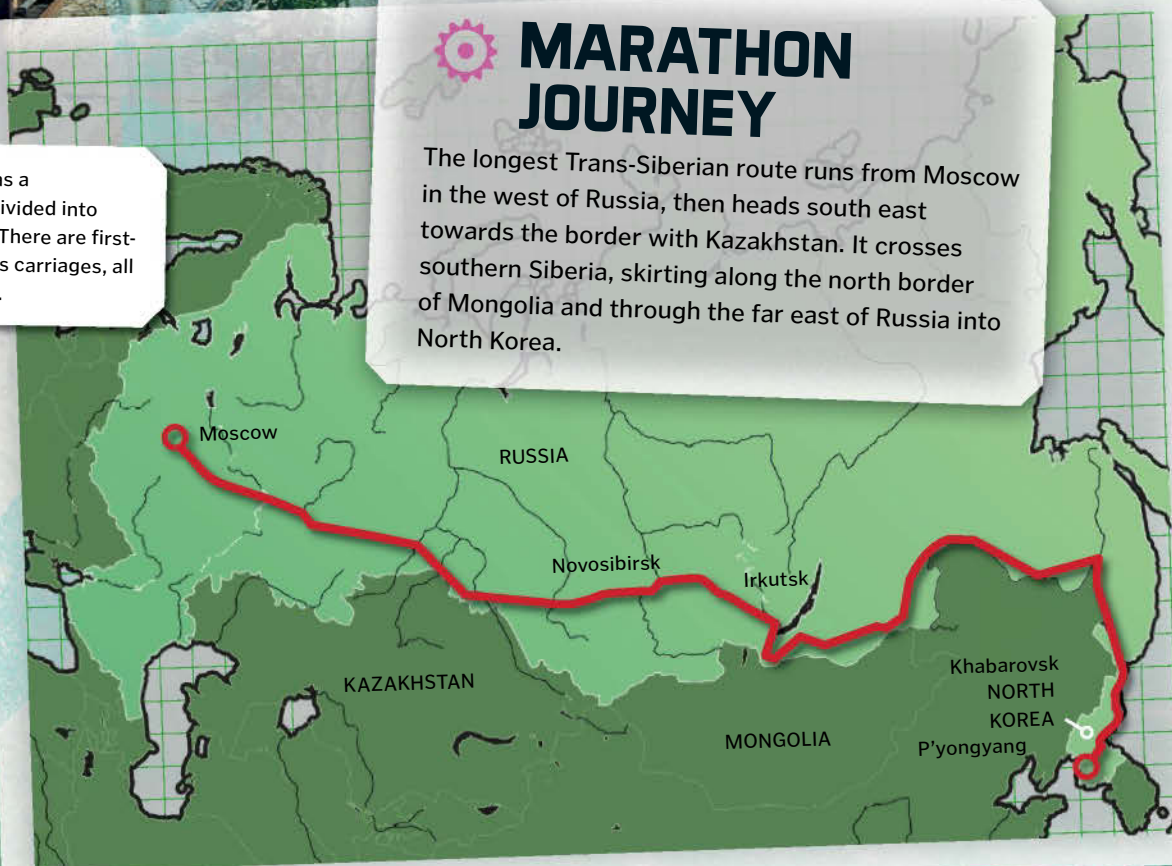 MARATHON
JOURNEY
The longest Trans-Siberian route runs from Moscow
in the west of Russia, then heads south east
towards the border with Kazakhstan. It crosses
southern Siberia, skirting along the north border
of Mongolia and through the far east of Russia into
North Korea.
as a
ivided into
There are first-
s carriages, all
.
Moscow
RUSSIA
Novosibirsk
Irkutsk
KAZAKHSTAN
MONGOLIA
Khabarovsk
NORTH
KOREA
P'yongyang